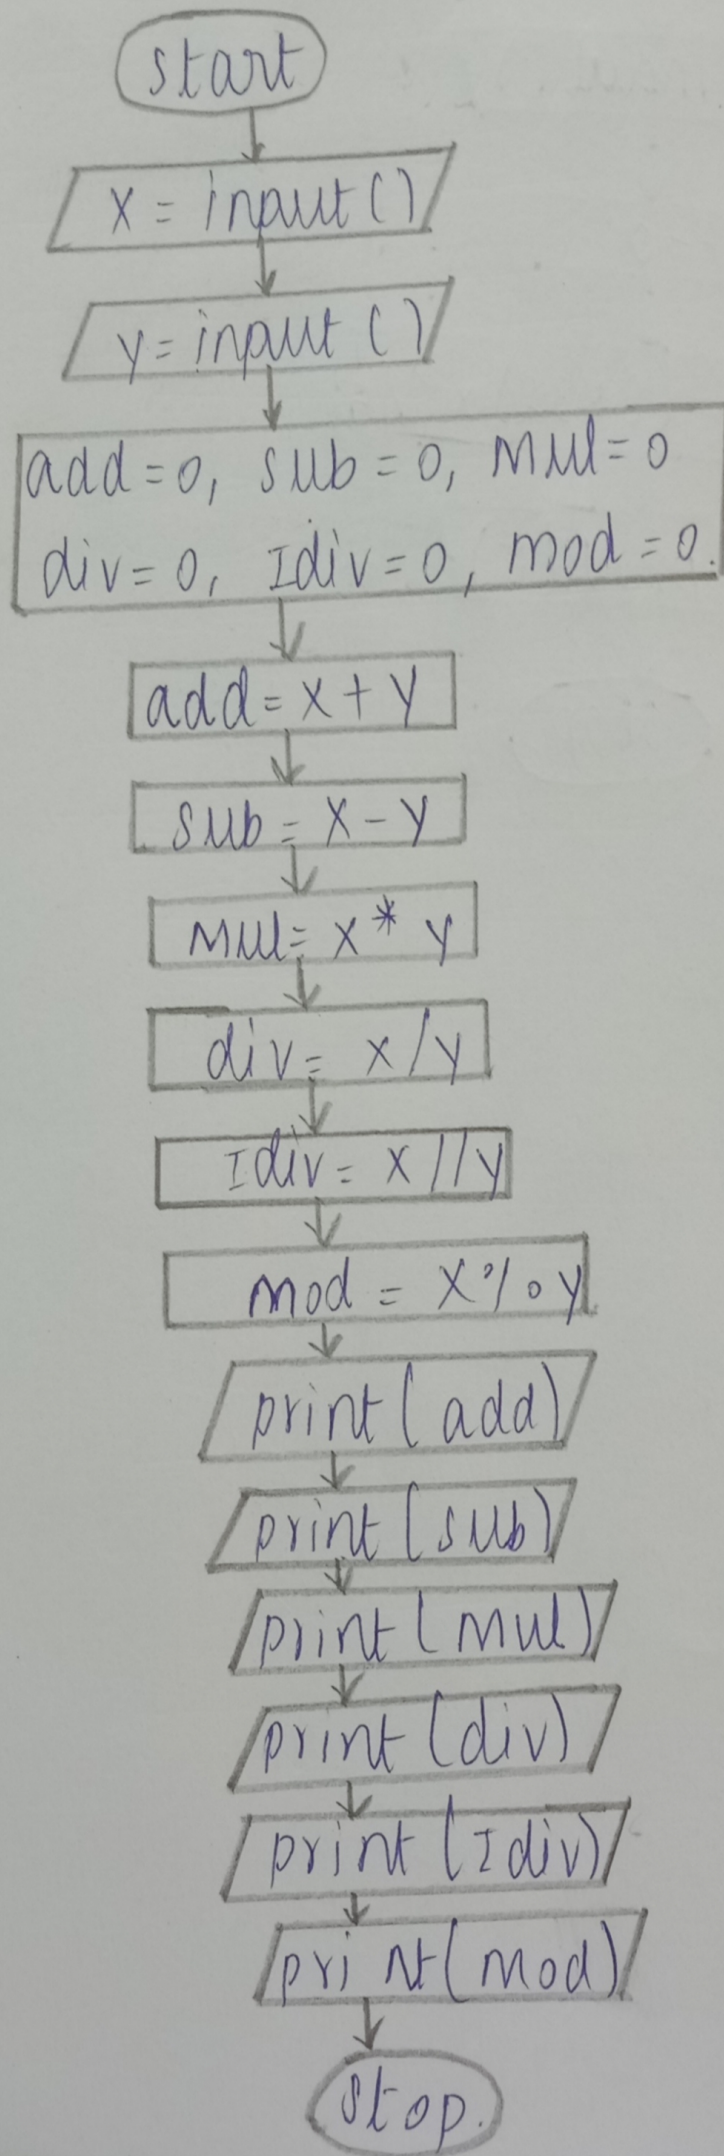 start
x = input ()
y = input ()
add = 0, sub = 0, mul = 0
div = 0, Idiv = 0, mod = 0.
add = x + y
sub = x - y
mul = x * y
div = x / y
Idiv = x // y
mod = x % y
print ( add )
print ( sub )
print ( mul )
print ( div )
print ( Idiv )
print ( mod )
stop.